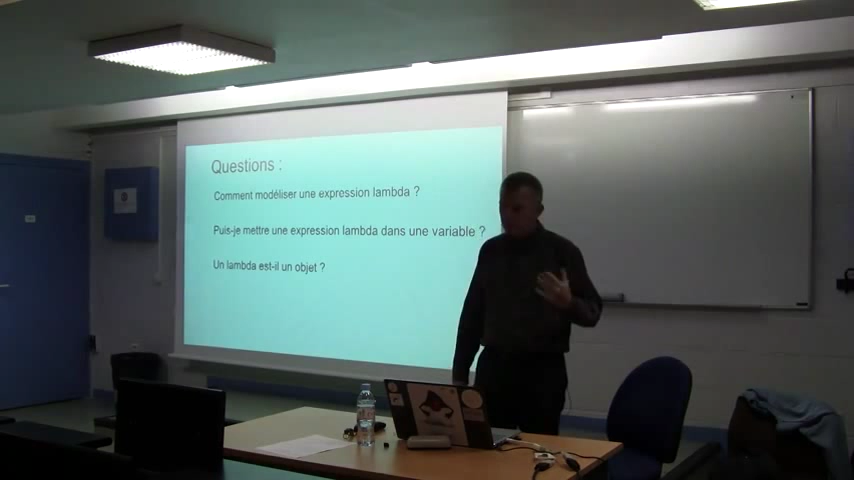 Questions :
Comment modéliser une expression lambda ?
Puis-je mettre une expression lambda dans une variable ?
Un lambda est-il un objet ?